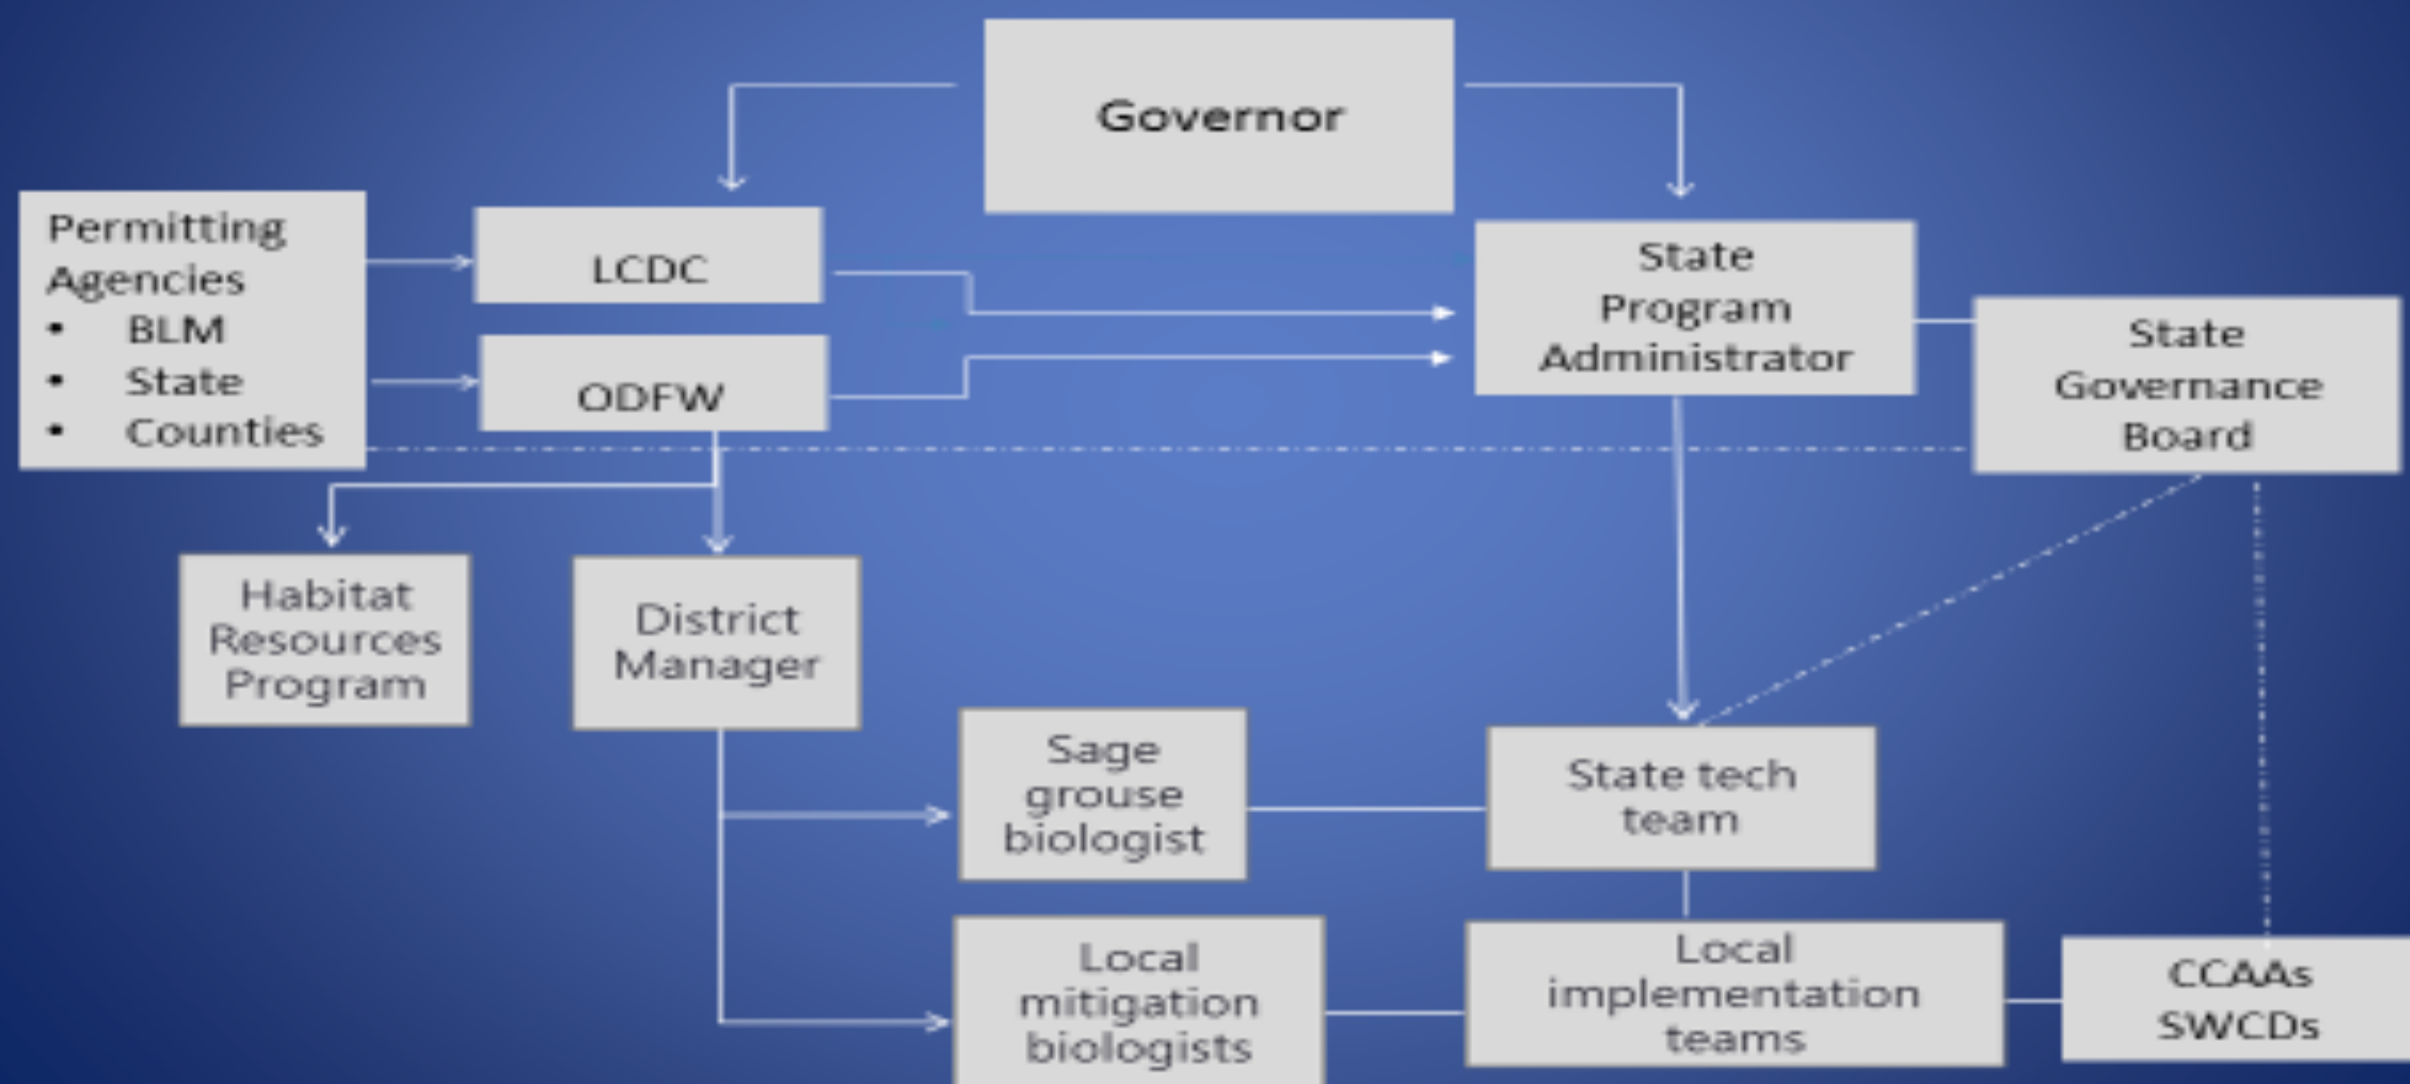 Governor
Permitting
Agencies
• BLM
• State
• Counties
LCDC
ODFW
State
Program
Administrator
State
Governance
Board
Habitat
Resources
Program
District
Manager
Sage
grouse
biologist
State tech
team
Local
mitigation
biologists
Local
implementation
teams
CCAAs
SWCDs